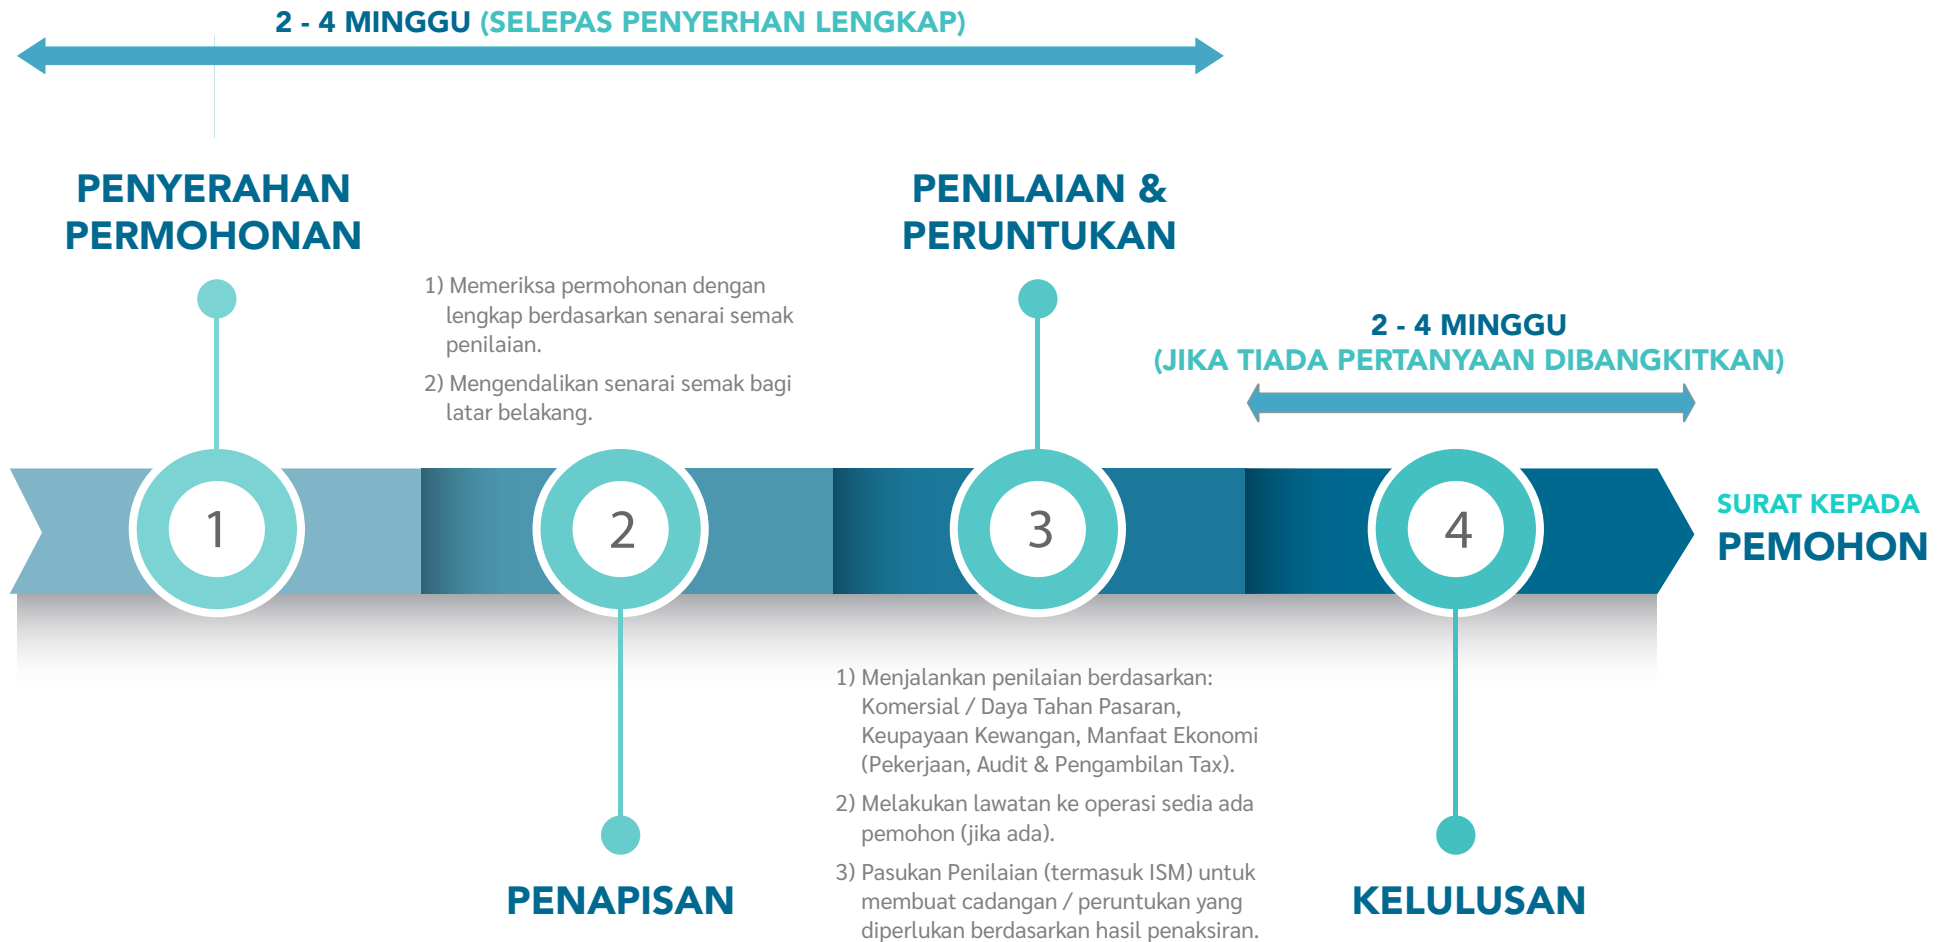 2 - 4 MINGGU (SELEPAS PENYERHAN LENGKAP)
PENYERAHAN
PERMOHONAN
1) Memeriksa permohonan dengan
lengkap berdasarkan senarai semak
penilaian.
2) Mengendalikan senarai semak bagi
latar belakang.
PENILAIAN &
PERUNTUKAN
2 - 4 MINGGU
(JIKA TIADA PERTANYAAN DIBANGKITKAN)
1
2
3
4
SURAT KEPADA
PEMOHON
PENAPISAN
1) Menjalankan penilaian berdasarkan:
Komersial / Daya Tahan Pasaran,
Keupayaan Kewangan, Manfaat Ekonomi
(Pekerjaan, Audit & Pengambilan Tax).
2) Melakukan lawatan ke operasi sedia ada
pemohon (jika ada).
3) Pasukan Penilaian (termasuk ISM) untuk
membuat cadangan / peruntukan yang
diperlukan berdasarkan hasil penaksiran.
KELULUSAN